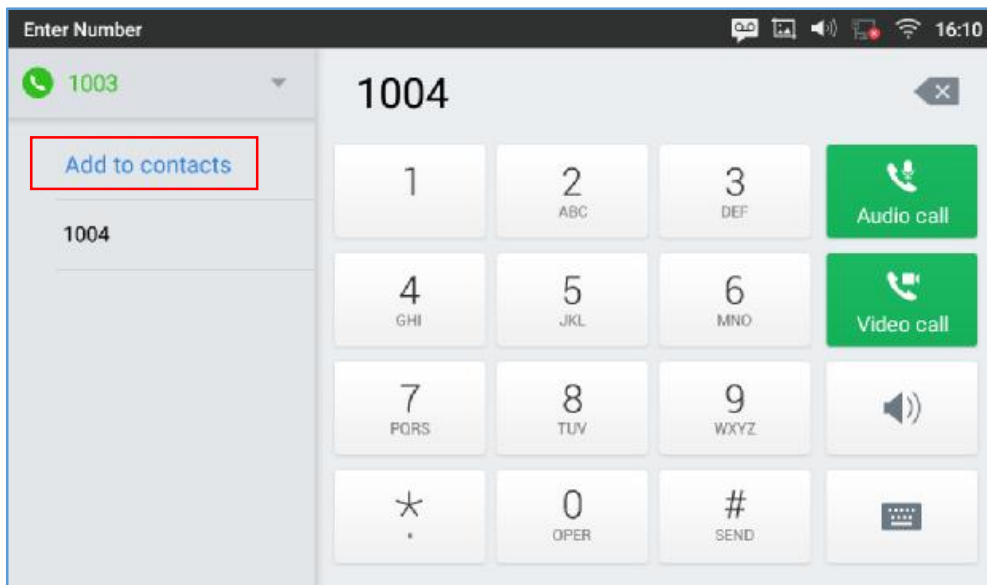 Enter Number
16:10
1003
1004
Add to contacts
1004
1
2
ABC
3
DEF
Audio call
4
GHI
5
JKL
6
MNO
Video call
7
PQRS
8
TUV
9
WXYZ
*
.
0
OPER
#
SEND